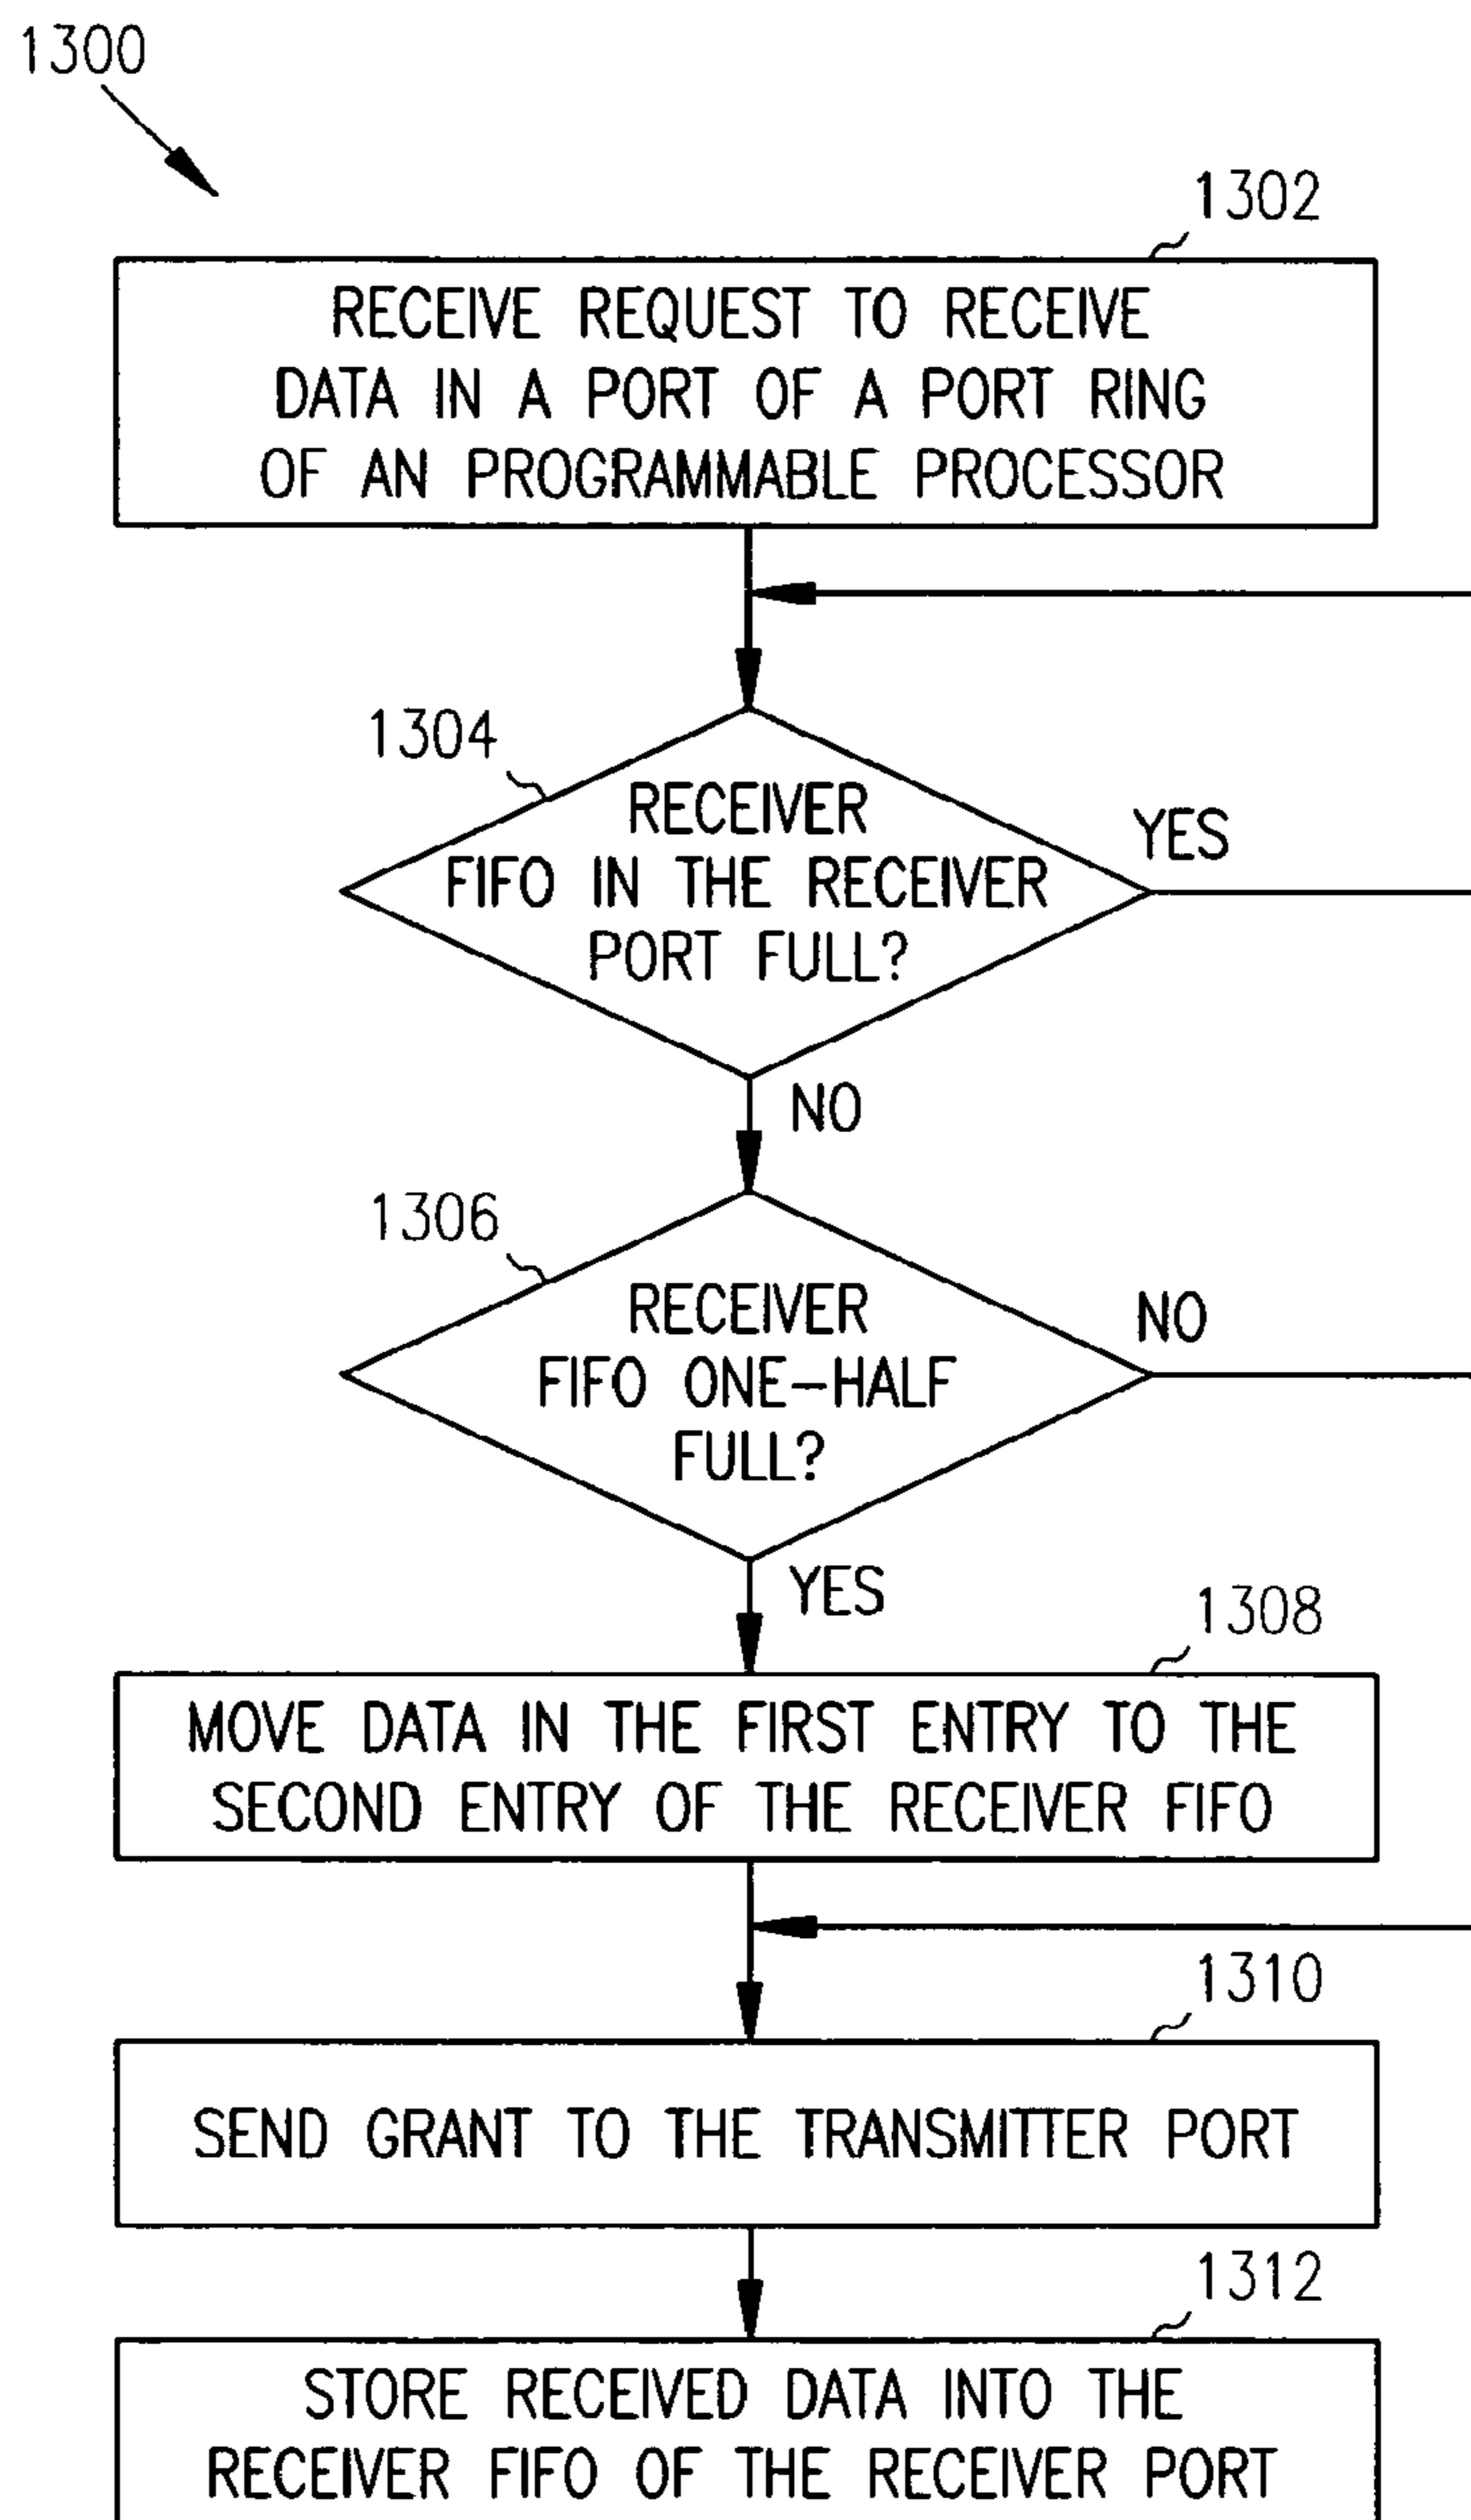 1300
1302
RECEIVE REQUEST TO RECEIVE
DATA IN A PORT OF A PORT RING
OF AN PROGRAMMABLE PROCESSOR
1304
RECEIVER
FIFO IN THE RECEIVER
PORT FULL?
YES
NO
1306
RECEIVER
FIFO ONE-HALF
FULL?
NO
YES
1308
MOVE DATA IN THE FIRST ENTRY TO THE
SECOND ENTRY OF THE RECEIVER FIFO
1310
SEND GRANT TO THE TRANSMITTER PORT
1312
STORE RECEIVED DATA INTO THE
RECEIVER FIFO OF THE RECEIVER PORT